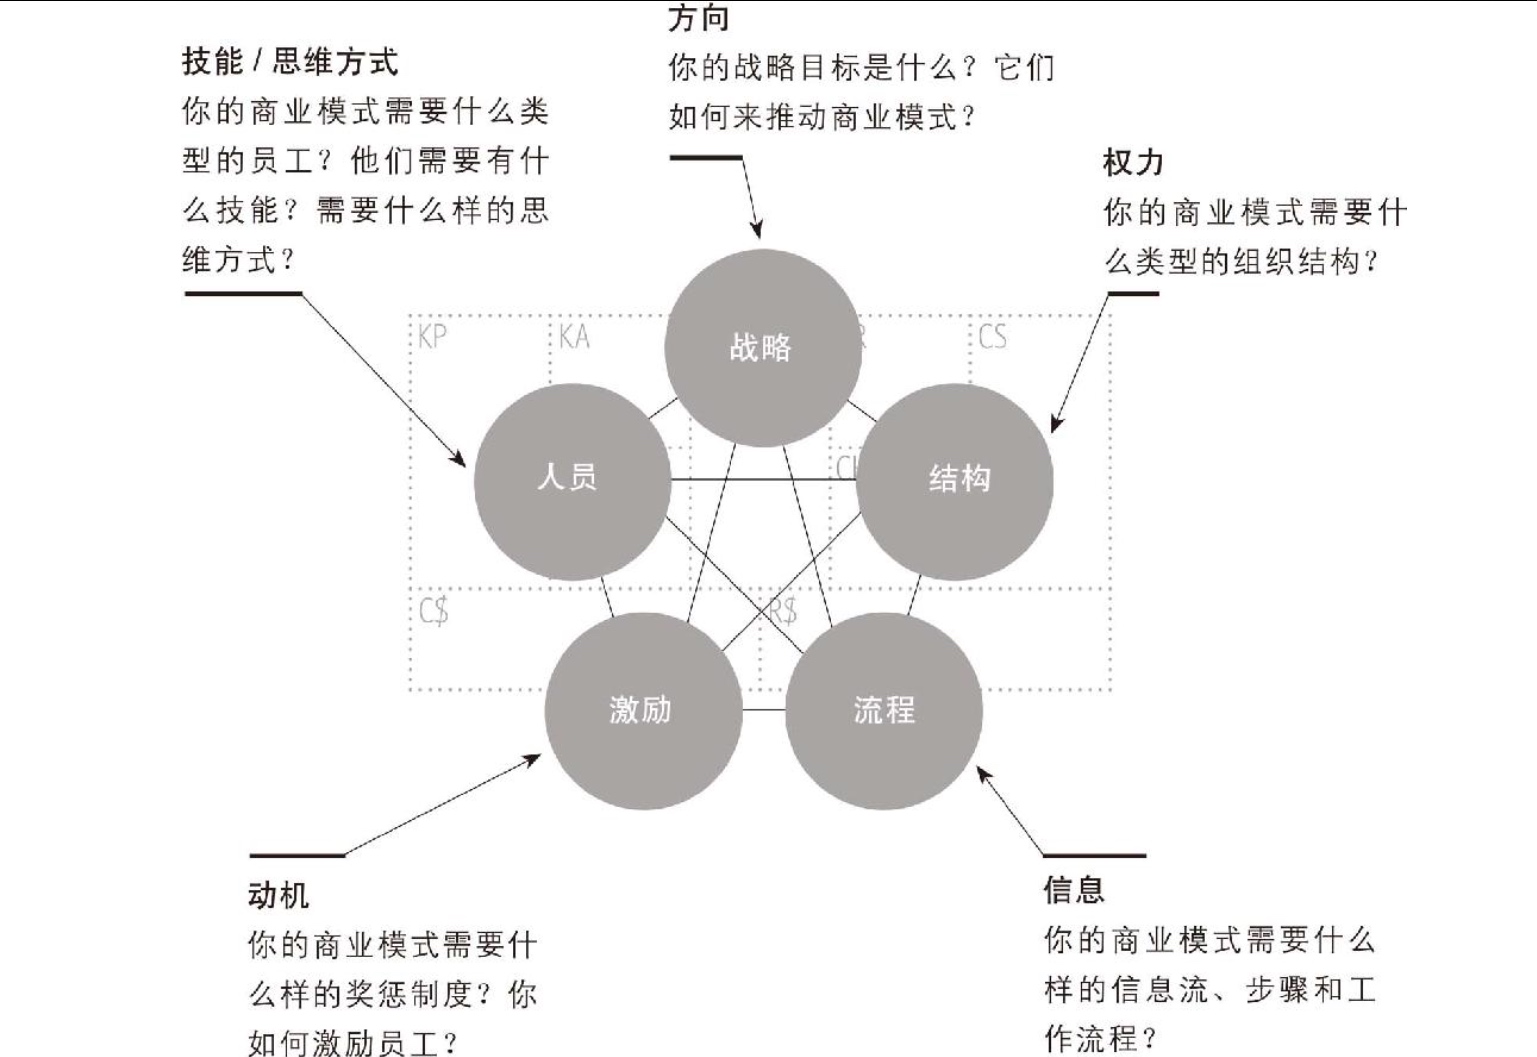 方向
你的战略目标是什么？它们
如何来推动商业模式？
技能 / 思维方式
你的商业模式需要什么类
型的员工？他们需要有什
么技能？需要什么样的思
维方式？
权力
你的商业模式需要什
么类型的组织结构？
KP
KA
战略
CS
人员
结构
C$
R$
激励
流程
动机
你的商业模式需要什
么样的奖惩制度？你
如何激励员工？
信息
你的商业模式需要什么
样的信息流、步骤和工
作流程？